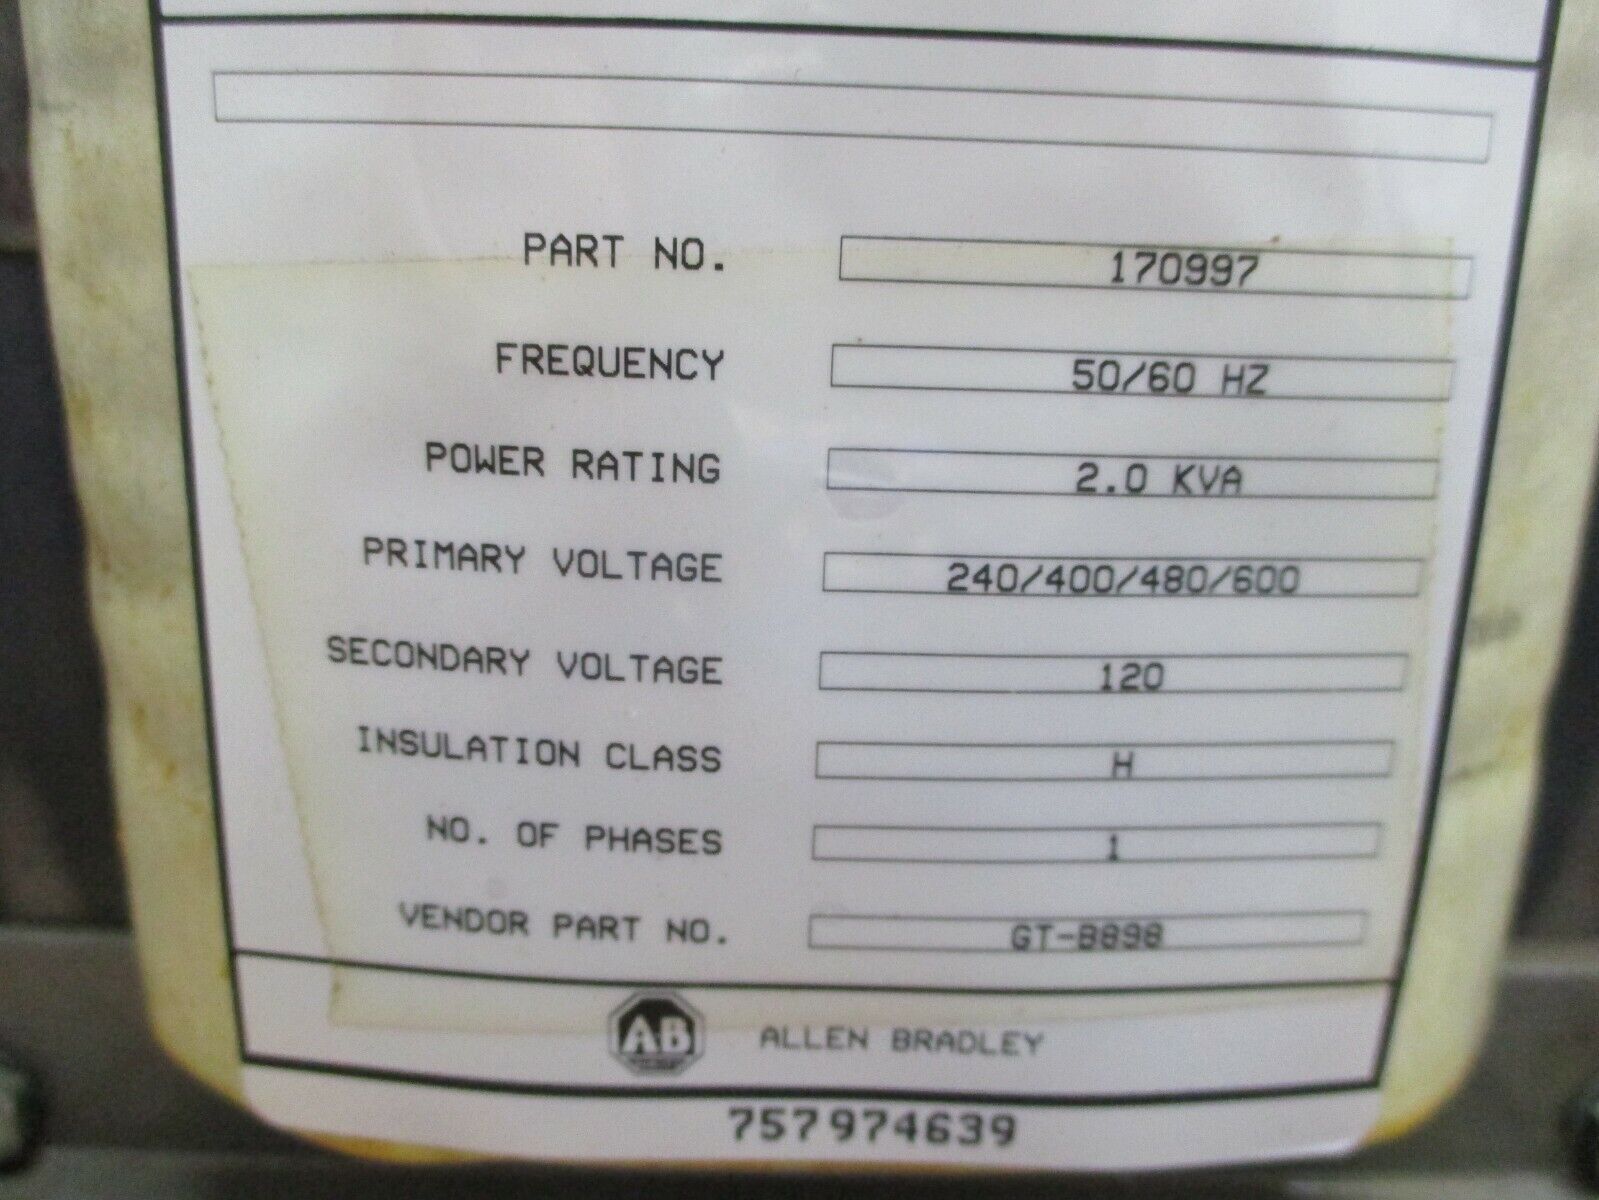 PART NO. 170997
FREQUENCY 50/60 HZ
POWER RATING 2.0 KVA
PRIMARY VOLTAGE 240/400/480/600
SECONDARY VOLTAGE 120
INSULATION CLASS H
NO. OF PHASES 1
VENDOR PART NO. GT-B898
AB ALLEN BRADLEY
757974639